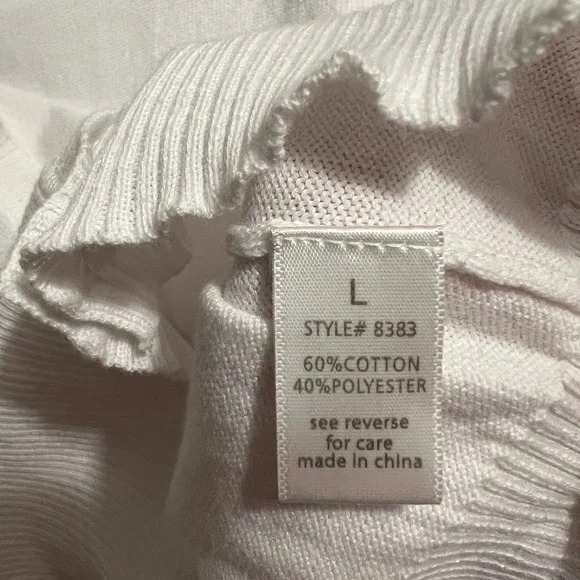 L
STYLE# 8383
60%COTTON
40%POLYESTER
see reverse
for care
made in china